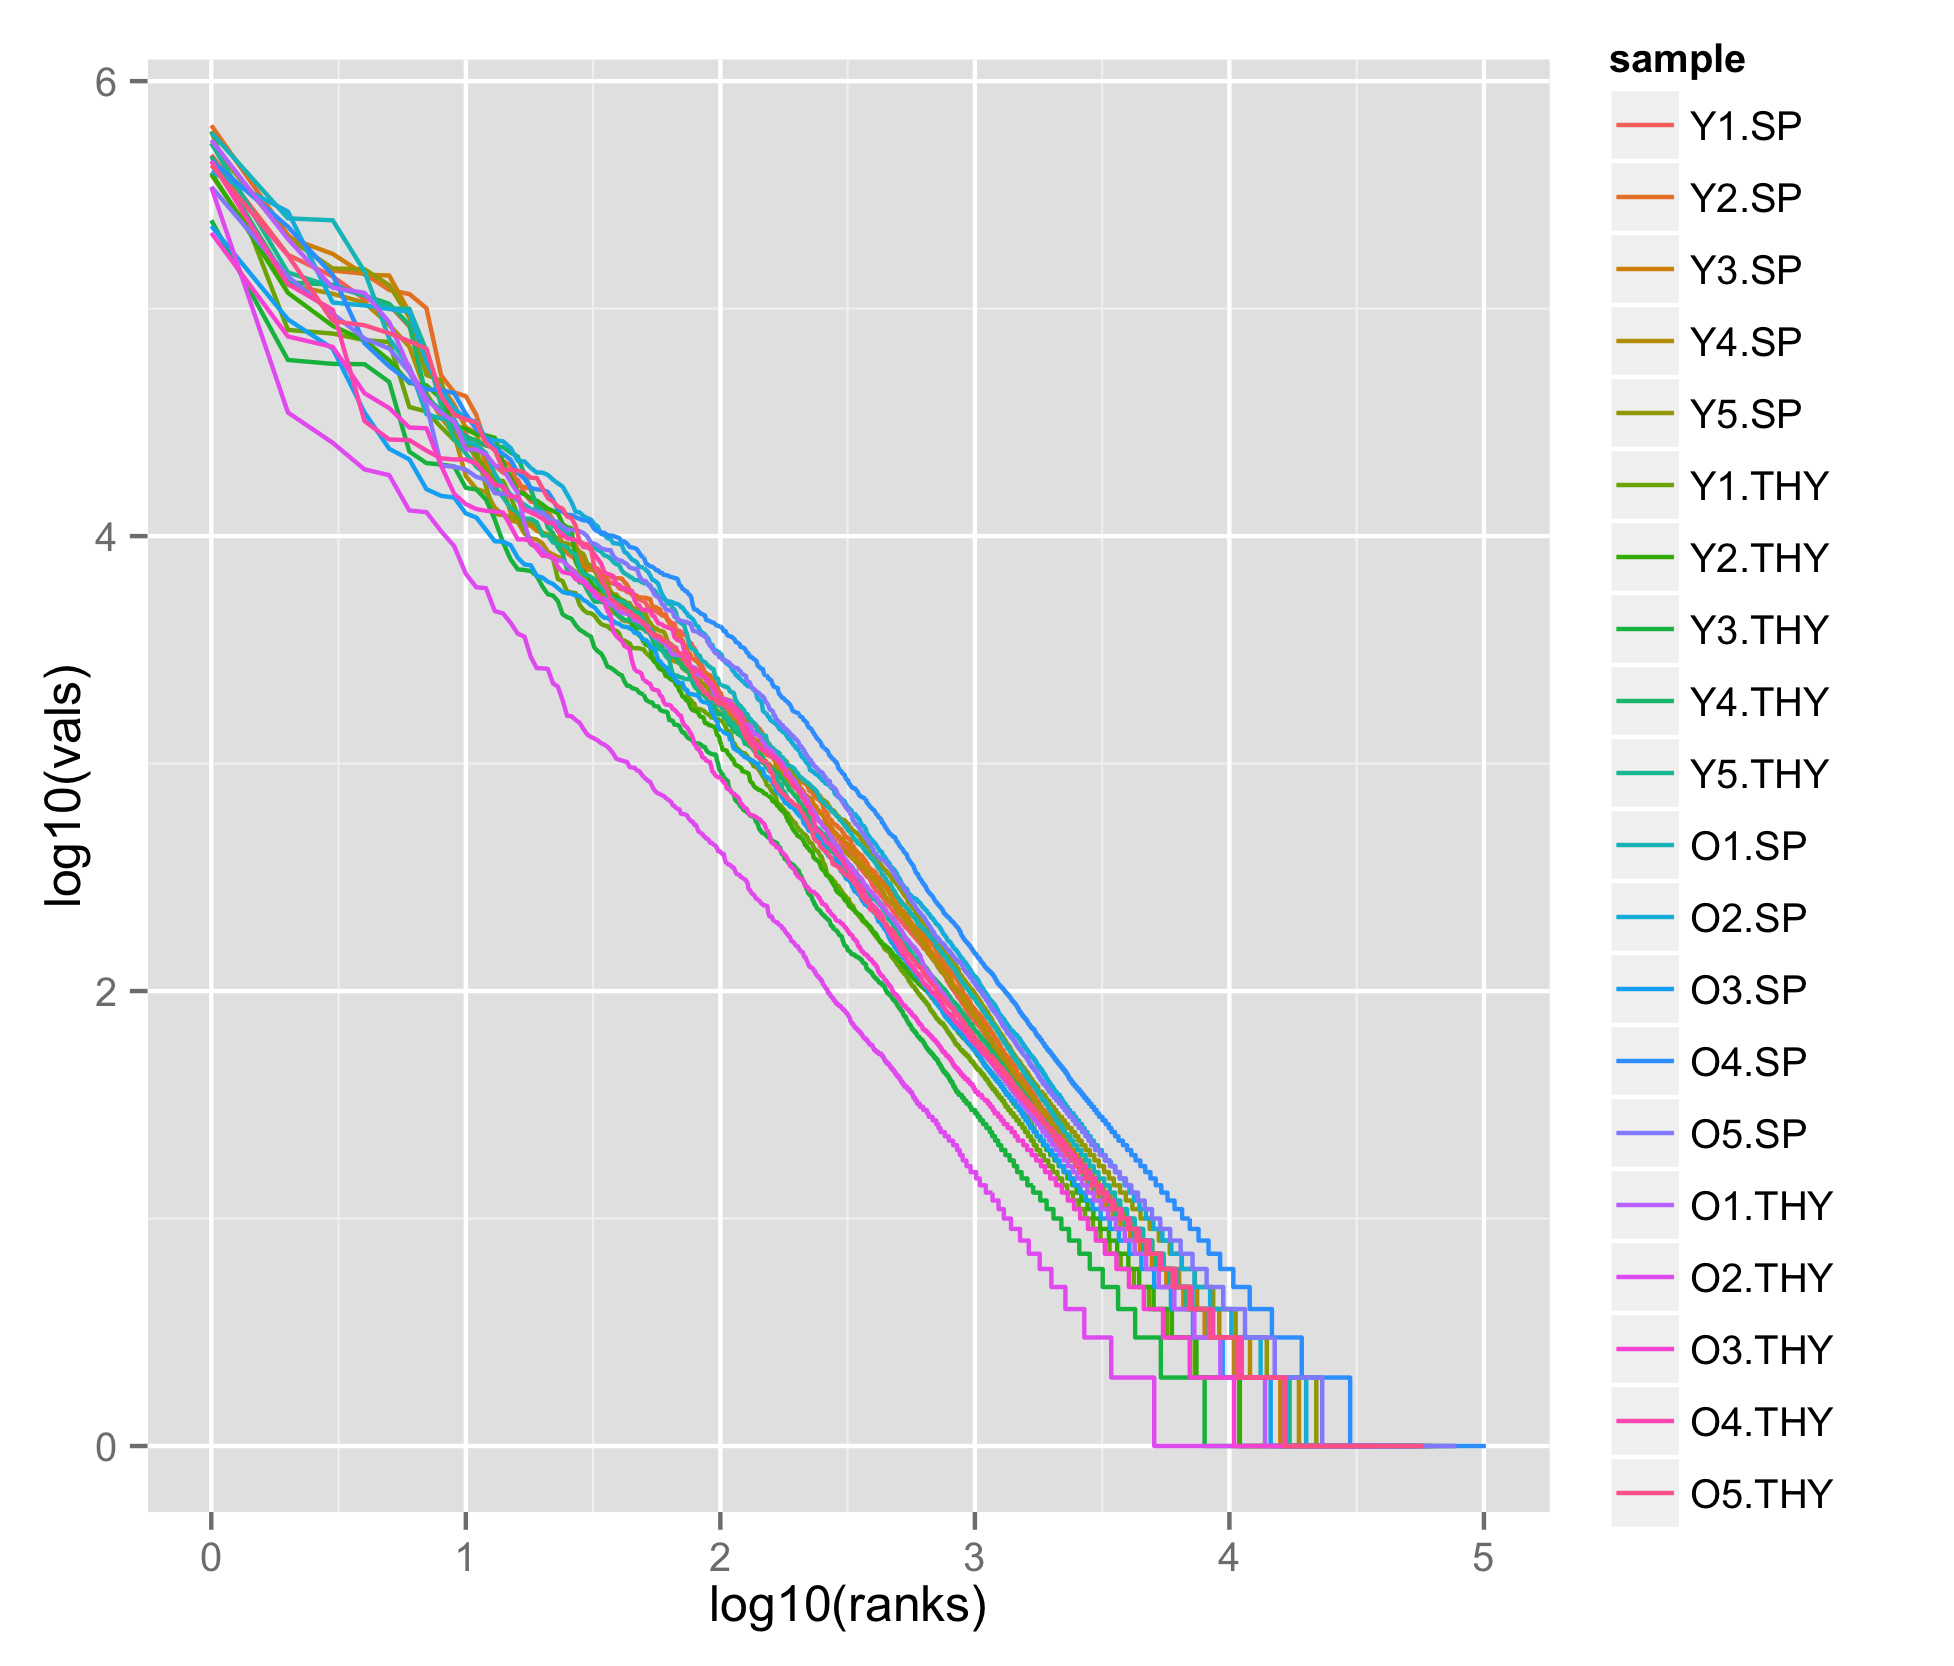 sample
Y1.SP
Y2.SP
Y3.SP
Y4.SP
Y5.SP
Y1.THY
Y2.THY
Y3.THY
Y4.THY
Y5.THY
O1.SP
O2.SP
O3.SP
O4.SP
O5.SP
O1.THY
O2.THY
O3.THY
O4.THY
O5.THY
log10(vals)
6
4
2
0
0 1 2 3 4 5
log10(ranks)